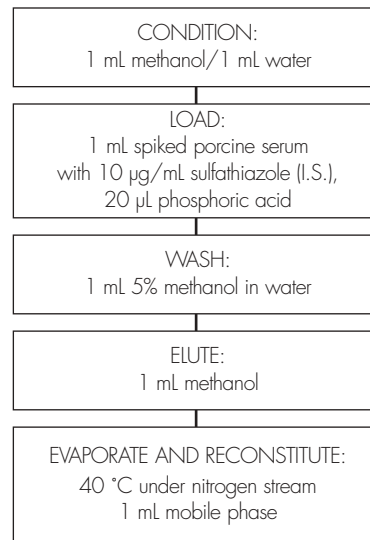 CONDITION:
1 mL methanol/1 mL water
LOAD:
1 mL spiked porcine serum
with 10 µg/mL sulfathiazole (I.S.),
20 µL phosphoric acid
WASH:
1 mL 5% methanol in water
ELUTE:
1 mL methanol
EVAPORATE AND RECONSTITUTE:
40 ˚C under nitrogen stream
1 mL mobile phase